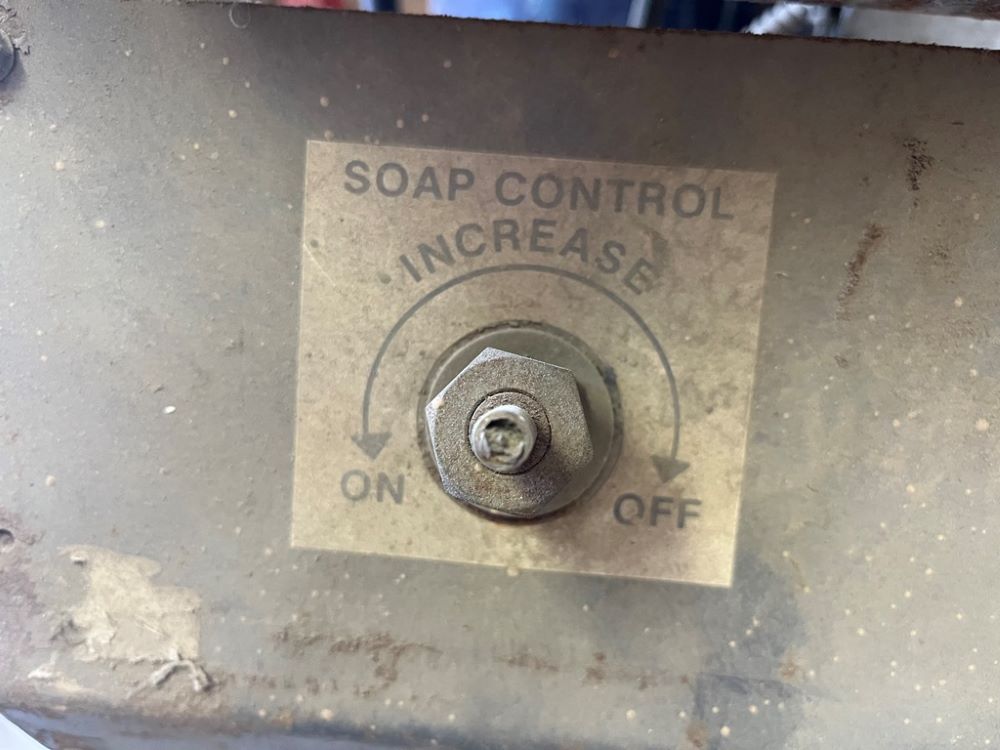 SOAP CONTROL
INCREASE
ON
OFF